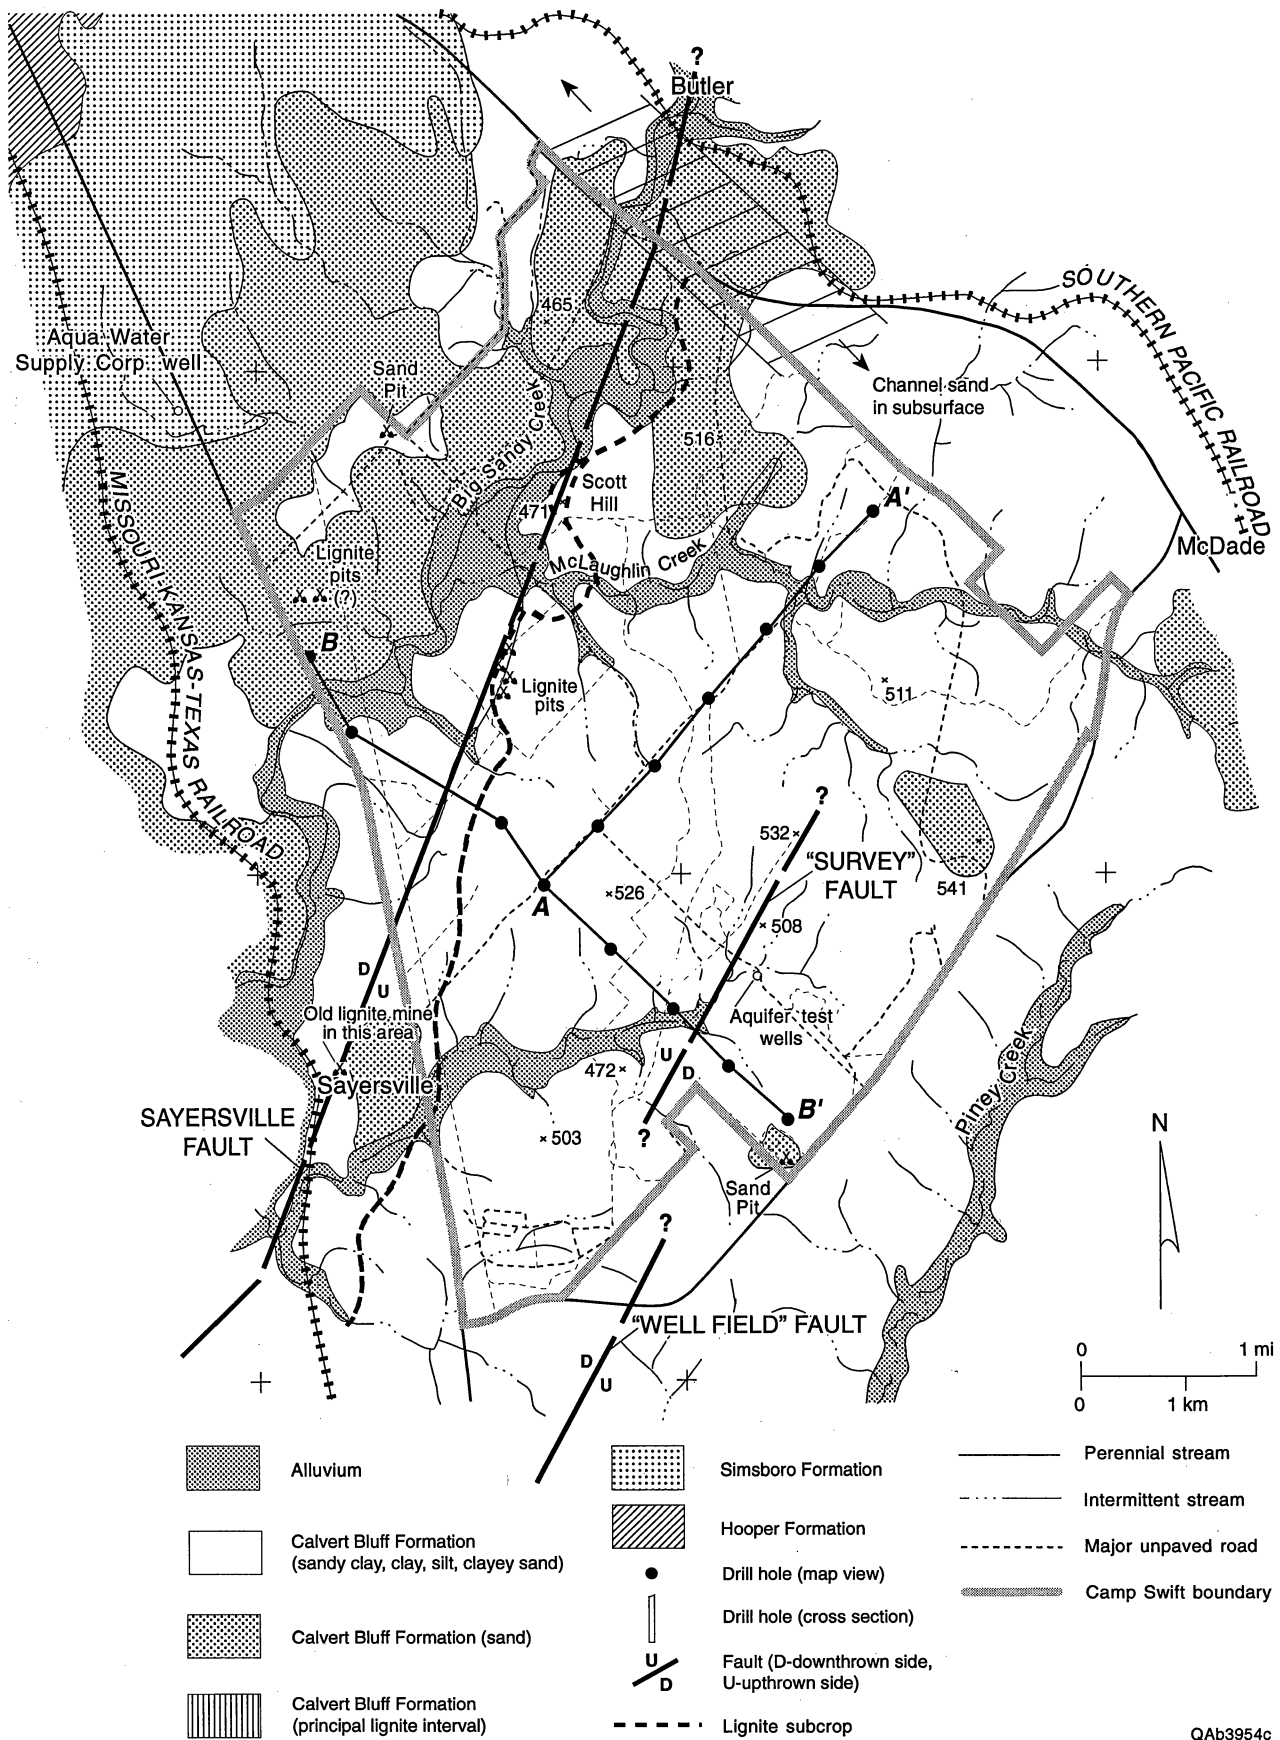 ?
Butler
SOUTHERN PACIFIC RAILROAD
465
Aqua Water
Supply Corp well
Sand
Pit
Channel sand
in subsurface
Big Sandy Creek
516
Scott
Hill
471
A'
MISSOURI-KANSAS-TEXAS RAILROAD
McDade
Lignite
pits
(?)
McLaughlin Creek
B
511
Lignite
pits
?
532
"SURVEY"
FAULT
541
526
A
508
D
U
Old lignite mine
in this area
Aquifer test
wells
Piney Creek
U
D
472
Sayersville
B'
SAYERSVILLE
FAULT
503
?
N
Sand
Pit
?
"WELL FIELD" FAULT
0 1 mi
D
U
0 1 km
Alluvium
Calvert Bluff Formation
(sandy clay, clay, silt, clayey sand)
Calvert Bluff Formation (sand)
Calvert Bluff Formation
(principal lignite interval)
Simsboro Formation
Hooper Formation
Drill hole (map view)
Drill hole (cross section)
U
D
Fault (D-downthrown side,
U-upthrown side)
Lignite subcrop
Perennial stream
Intermittent stream
Major unpaved road
Camp Swift boundary
QAb3954c